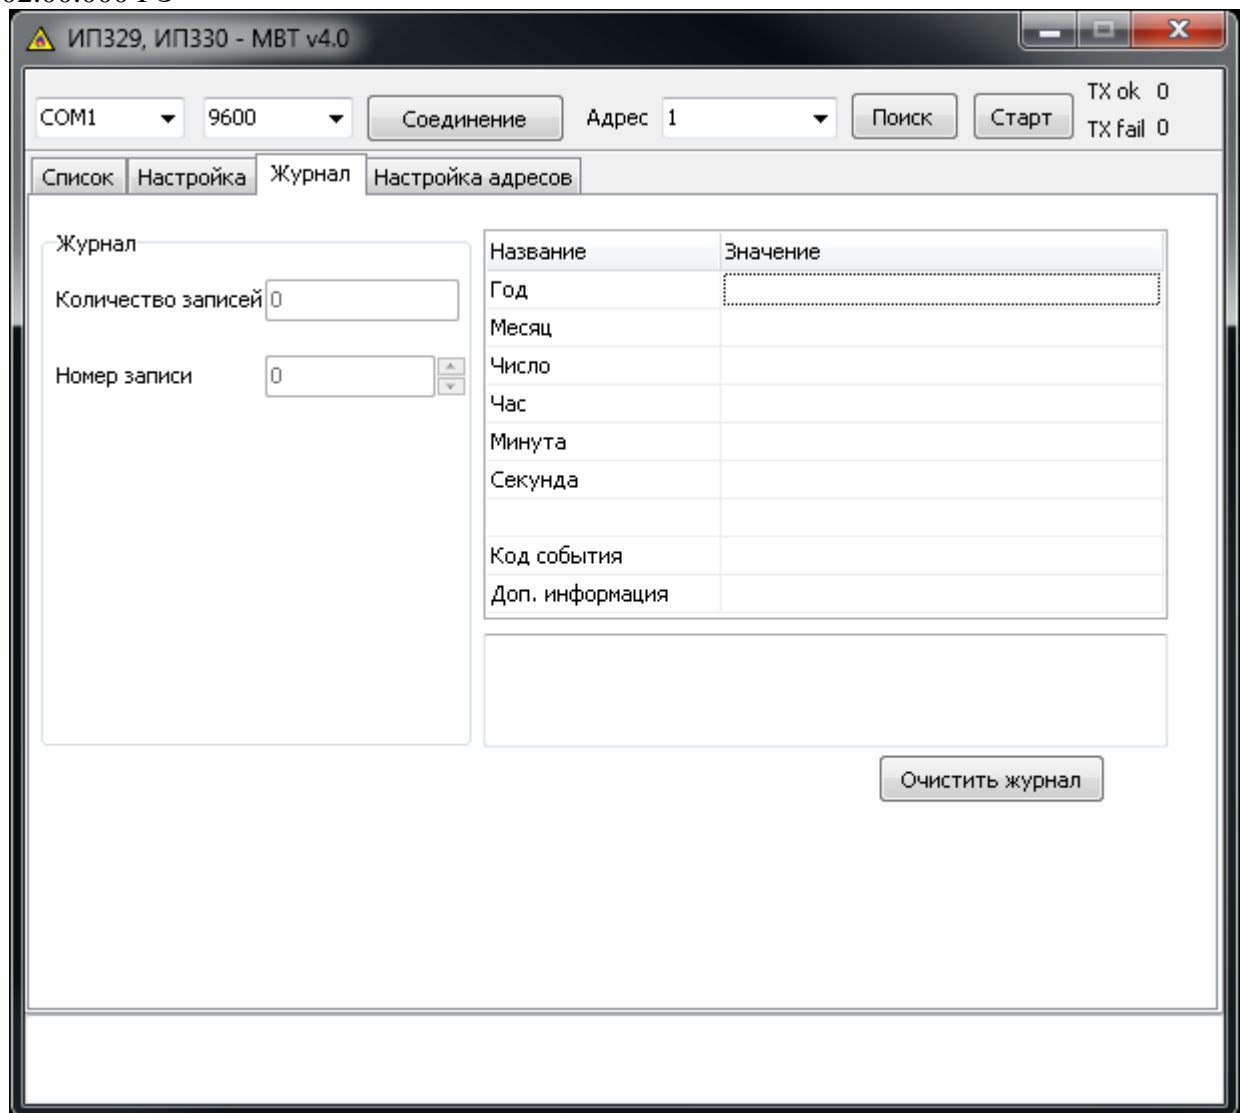 ИП329, ИП330 - МВТ v4.0
COM1 9600 Соединение Адрес 1 Поиск Старт TX ok 0
TX fail 0
Список Настройка Журнал Настройка адресов
Журнал
Количество записей 0
Номер записи 0
Название Значение
Год
Месяц
Число
Час
Минута
Секунда
Код события
Доп. информация
Очистить журнал